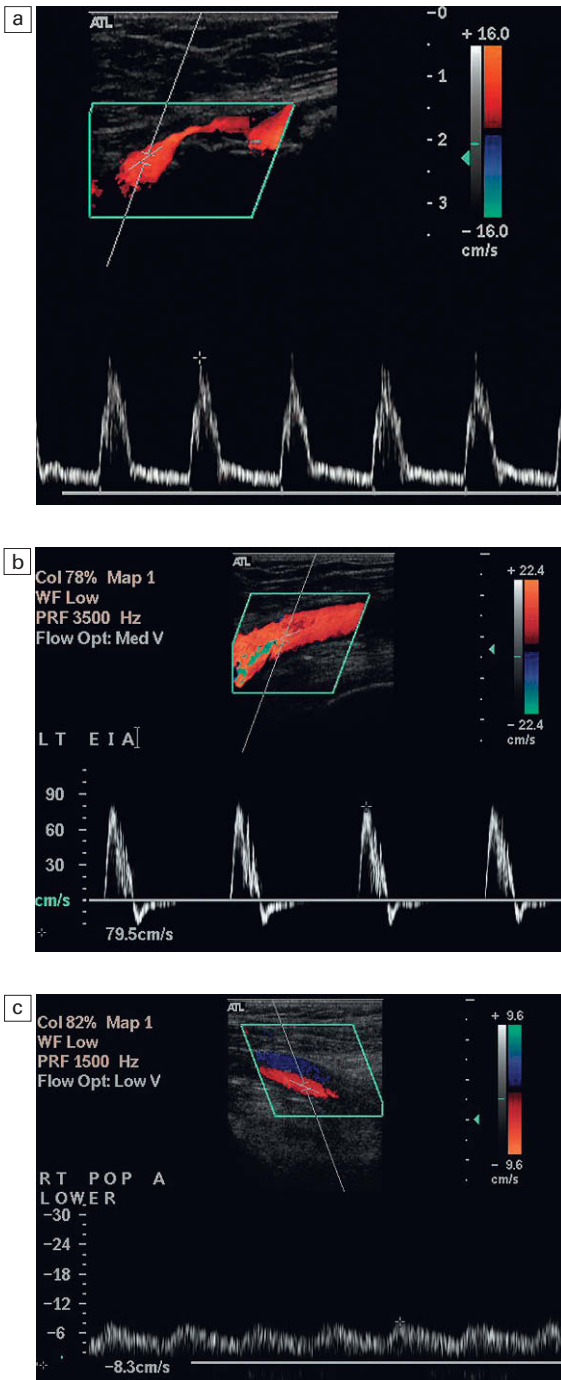 a
ATL
+ 16.0
−0
−1
−2
−3
− 16.0
cm/s
b
Col 78% Map 1
WF Low
PRF 3500 Hz
Flow Opt: Med V
ATL
+ 22.4
− 22.4
cm/s
LT EIA
90
60
30
cm/s
79.5cm/s
c
Col 82% Map 1
WF Low
PRF 1500 Hz
Flow Opt: Low V
ATL
+ 9.6
− 9.6
cm/s
RT POP A
LOWER
−30
−24
−18
−12
−6
−8.3cm/s